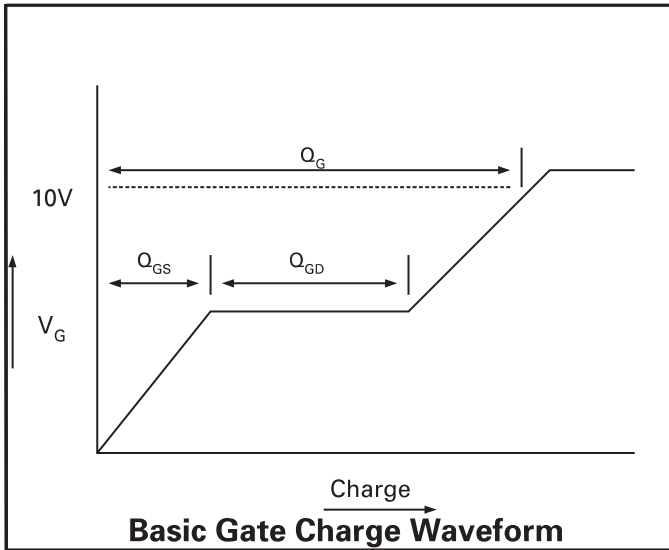 Q_G
10V
Q_GS Q_GD
V_G
Charge
Basic Gate Charge Waveform